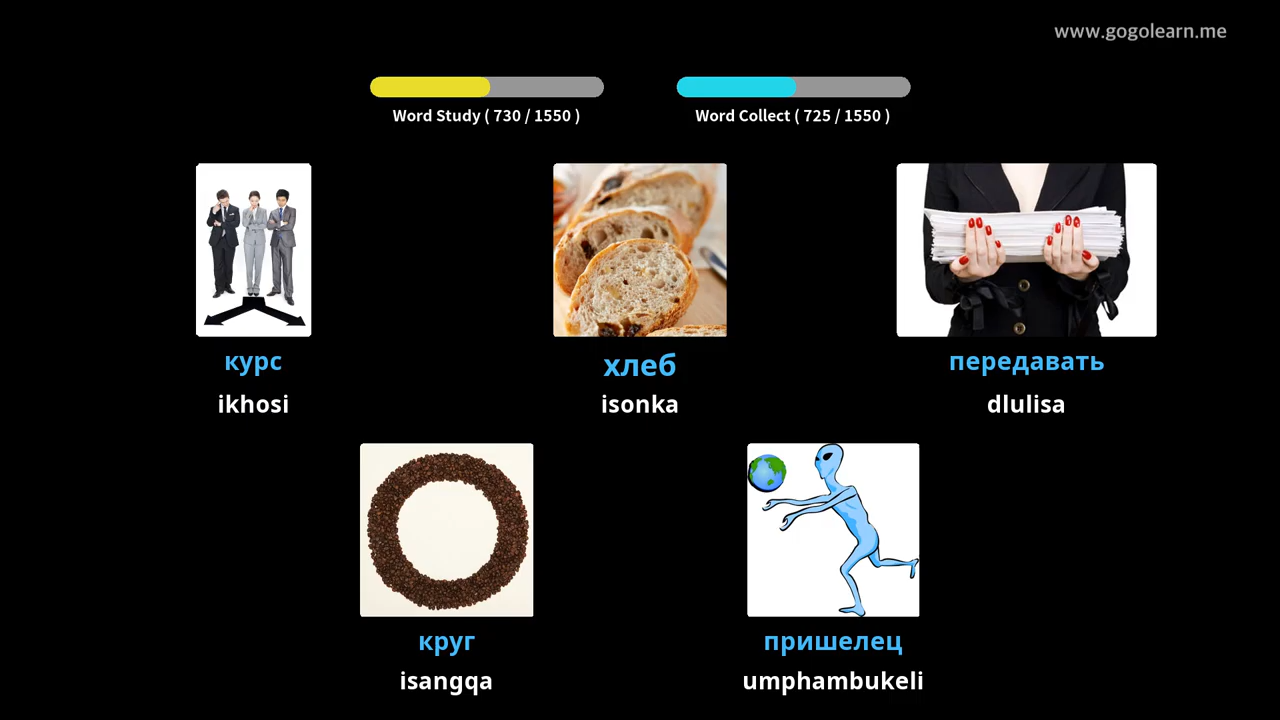 www.gogolearn.me
Word Study ( 730 / 1550 )
Word Collect ( 725 / 1550 )
курс
ikhosi
хлеб
isonka
передавать
dlulisa
круг
isangqa
пришелец
umphambukeli